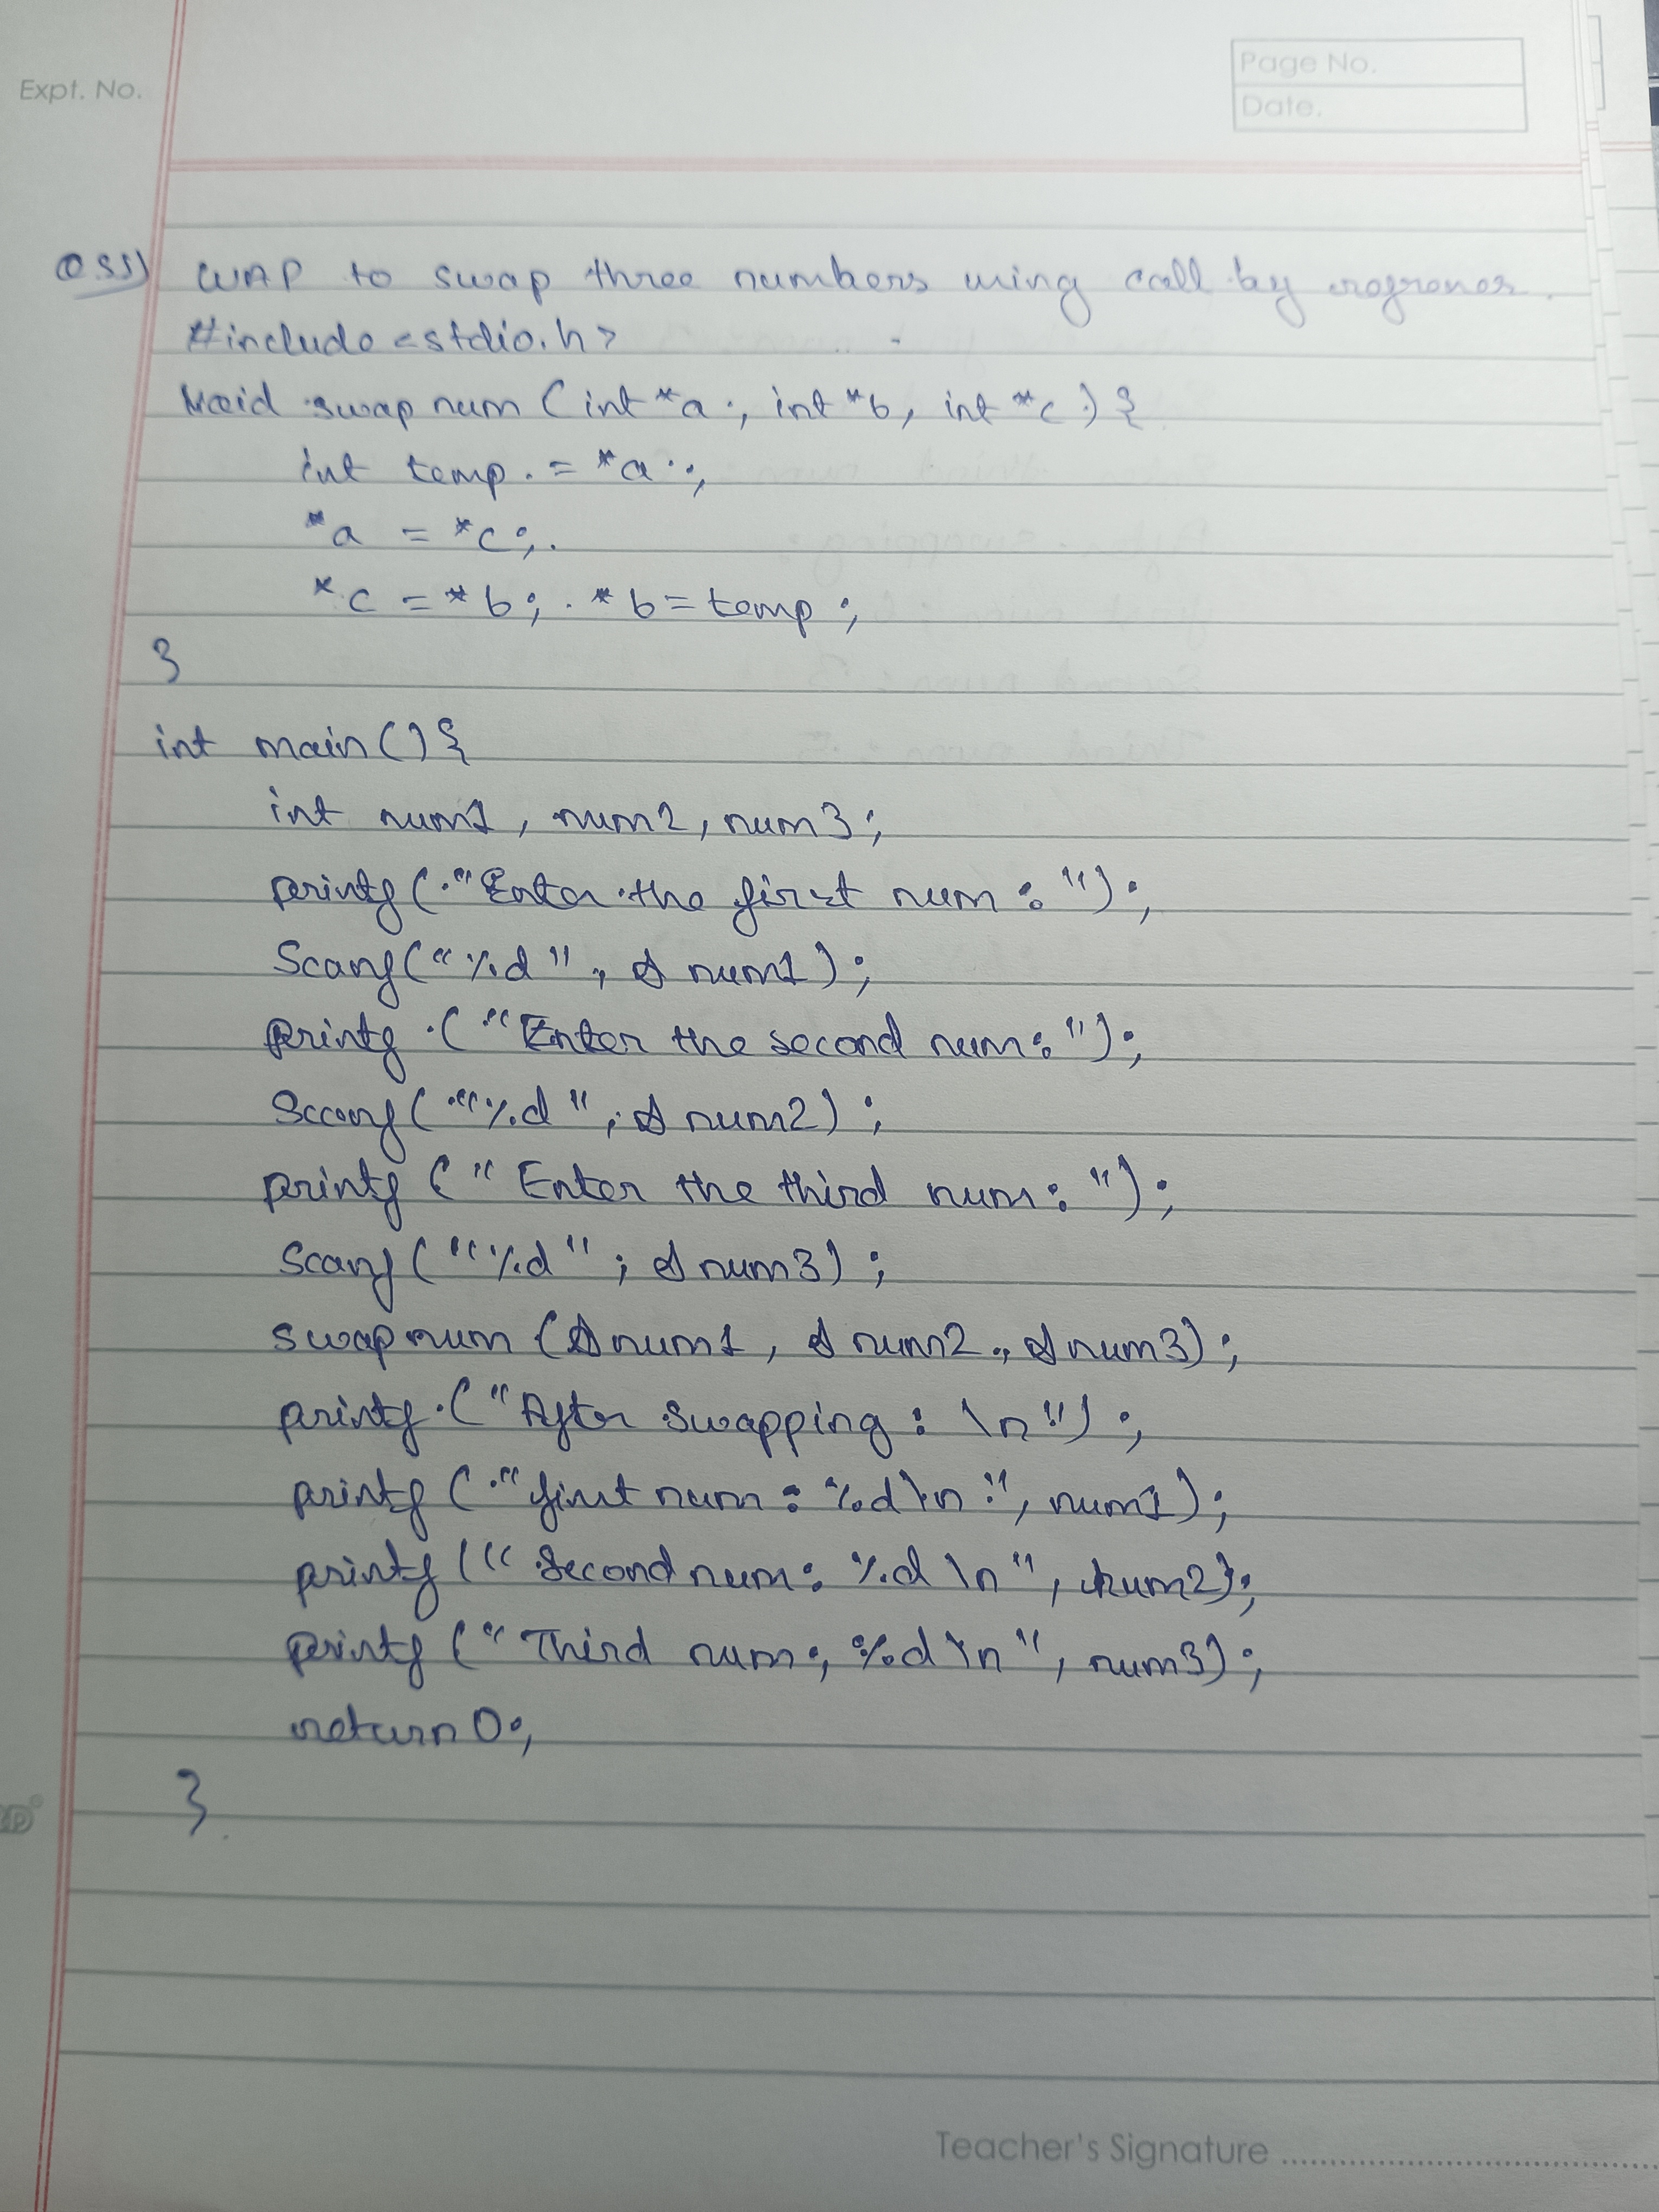 Expt. No.
Page No.
Date.
Q55) WAP to swap three numbers using call by
#include <stdio.h>
Void swapnum (int *a, int *b, int *c) {
int temp = *a;
*a = *c;
*c = *b; *b = temp;
}
int main() {
int num1, num2, num3;
printf("Enter the first num: ");
Scanf("%d", &num1);
printf ("Enter the second num: ");
Scanf("%d", &num2);
printf ("Enter the third num: ");
Scanf("%d"; &num3);
swapnum (&num1, &num2, &num3);
printf ("After swapping: \n");
printf ("first num: %d\n", num1);
printf ("Second num: %d\n", num2);
printf ("Third num; %d\n", num3);
return 0;
}
Teacher's Signature